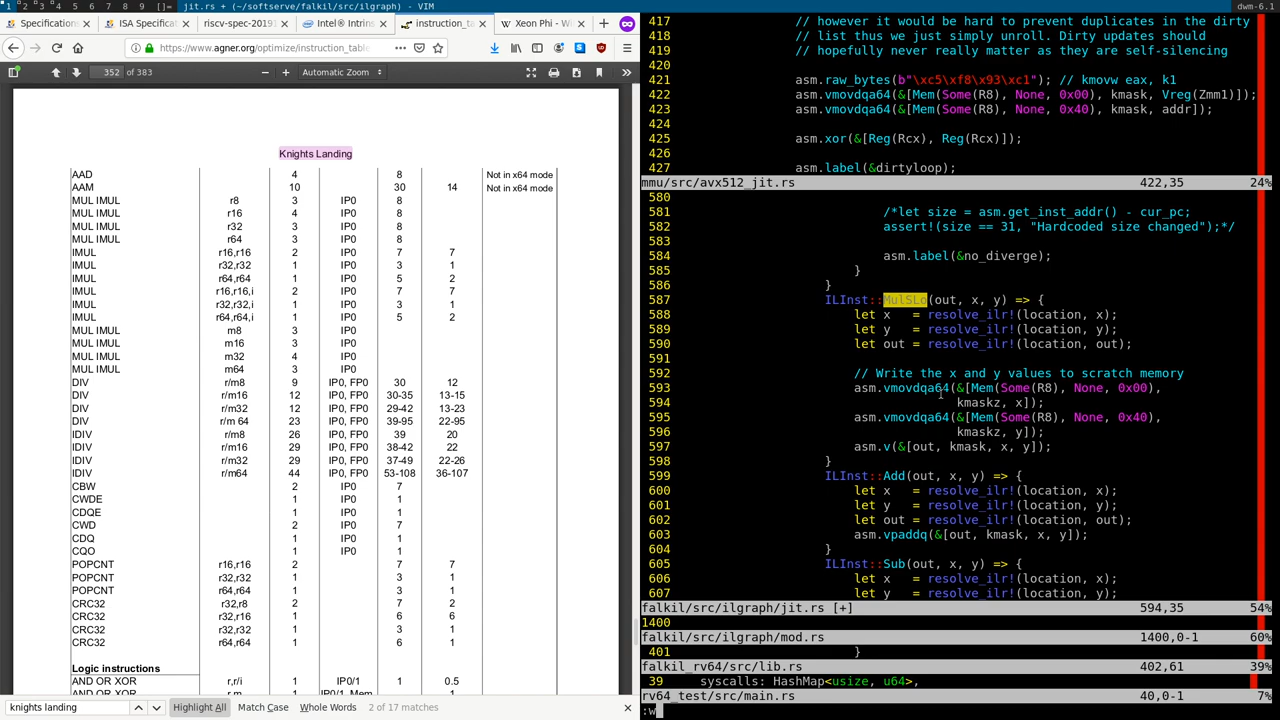 1 2 3 4 5 6 7 8 9 []= jit.rs + (~/softserve/falkil/src/ilgraph) - VIM dwm-6.1
Specifications ISA Specificat riscv-spec-20191 Intel® Intrins instruction_tab Xeon Phi - Wiki
https://www.agner.org/optimize/instruction_table
352 of 383 Automatic Zoom
Knights Landing
AAD 4 8 Not in x64 mode
AAM 10 30 14 Not in x64 mode
MUL IMUL r8 3 IP0 8
MUL IMUL r16 4 IP0 8
MUL IMUL r32 3 IP0 8
MUL IMUL r64 3 IP0 8
IMUL r16,r16 2 IP0 7 7
IMUL r32,r32 1 IP0 3 1
IMUL r64,r64 1 IP0 5 2
IMUL r16,r16,i 2 IP0 7 7
IMUL r32,r32,i 1 IP0 3 1
IMUL r64,r64,i 1 IP0 5 2
MUL IMUL m8 3 IP0
MUL IMUL m16 3 IP0
MUL IMUL m32 4 IP0
MUL IMUL m64 3 IP0
DIV r/m8 9 IP0, FP0 30 12
DIV r/m16 12 IP0, FP0 30-35 13-15
DIV r/m32 12 IP0, FP0 29-42 13-23
DIV r/m 64 23 IP0, FP0 39-95 22-95
IDIV r/m8 26 IP0, FP0 39 20
IDIV r/m16 29 IP0, FP0 38-42 22
IDIV r/m32 29 IP0, FP0 37-49 22-26
IDIV r/m64 44 IP0, FP0 53-108 36-107
CBW 2 IP0 7
CWDE 1 IP0 1
CDQE 1 IP0 1
CWD 2 IP0 7
CDQ 1 IP0 1
CQO 1 IP0 1
POPCNT r16,r16 2 7 7
POPCNT r32,r32 1 3 1
POPCNT r64,r64 1 3 1
CRC32 r32,r8 2 7 2
CRC32 r32,r16 3 6 6
CRC32 r32,r32 1 3 1
CRC32 r64,r64 1 6 1
Logic instructions
AND OR XOR r,r/i 1 IP0/1 1 0.5
AND OR XOR r,m 1 IP0/1, Mem 1
knights landing Highlight All Match Case Whole Words 2 of 17 matches
417 // however it would be hard to prevent duplicates in the dirty
418 // list thus we just simply unroll. Dirty updates should
419 // hopefully never really matter as they are self-silencing
420
421 asm.raw_bytes(b"\xc5\xf8\x93\xc1"); // kmovw eax, k1
422 asm.vmovdqa64(&[Mem(Some(R8), None, 0x00), kmask, Vreg(Zmm1)]);
423 asm.vmovdqa64(&[Mem(Some(R8), None, 0x40), kmask, addr]);
424
425 asm.xor(&[Reg(Rcx), Reg(Rcx)]);
426
427 asm.label(&dirtyloop);
mmu/src/avx512_jit.rs 422,35 24%
580
581 /*let size = asm.get_inst_addr() - cur_pc;
582 assert!(size == 31, "Hardcoded size changed");*/
583
584 asm.label(&no_diverge);
585 }
586 }
587 ILInst::MulSLo(out, x, y) => {
588 let x = resolve_ilr!(location, x);
589 let y = resolve_ilr!(location, y);
590 let out = resolve_ilr!(location, out);
591
592 // Write the x and y values to scratch memory
593 asm.vmovdqa64(&[Mem(Some(R8), None, 0x00),
594 kmaskz, x]);
595 asm.vmovdqa64(&[Mem(Some(R8), None, 0x40),
596 kmaskz, y]);
597 asm.v(&[out, kmask, x, y]);
598 }
599 ILInst::Add(out, x, y) => {
600 let x = resolve_ilr!(location, x);
601 let y = resolve_ilr!(location, y);
602 let out = resolve_ilr!(location, out);
603 asm.vpaddq(&[out, kmask, x, y]);
604 }
605 ILInst::Sub(out, x, y) => {
606 let x = resolve_ilr!(location, x);
607 let y = resolve_ilr!(location, y);
falkil/src/ilgraph/jit.rs [+] 594,35 54%
1400
falkil/src/ilgraph/mod.rs 1400,0-1 60%
401 }
falkil_rv64/src/lib.rs 402,61 39%
39 syscalls: HashMap<usize, u64>,
rv64_test/src/main.rs 40,0-1 7%
:w